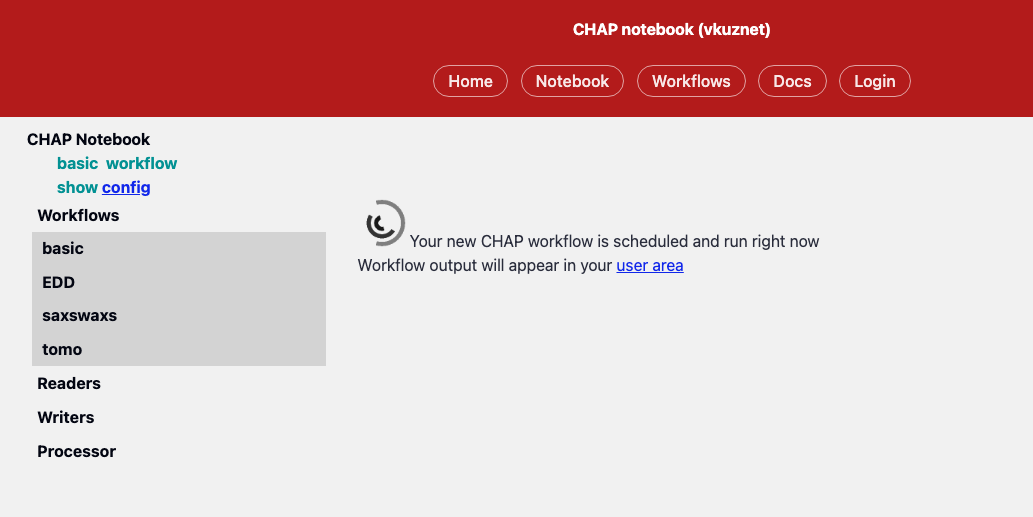 CHAP notebook (vkuznet)
Home Notebook Workflows Docs Login
CHAP Notebook
basic workflow
show config
Workflows
basic
EDD
saxswaxs
tomo
Readers
Writers
Processor
Your new CHAP workflow is scheduled and run right now
Workflow output will appear in your user area